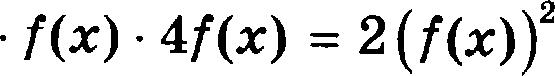 · f(x) · 4f(x) = 2(f(x))²